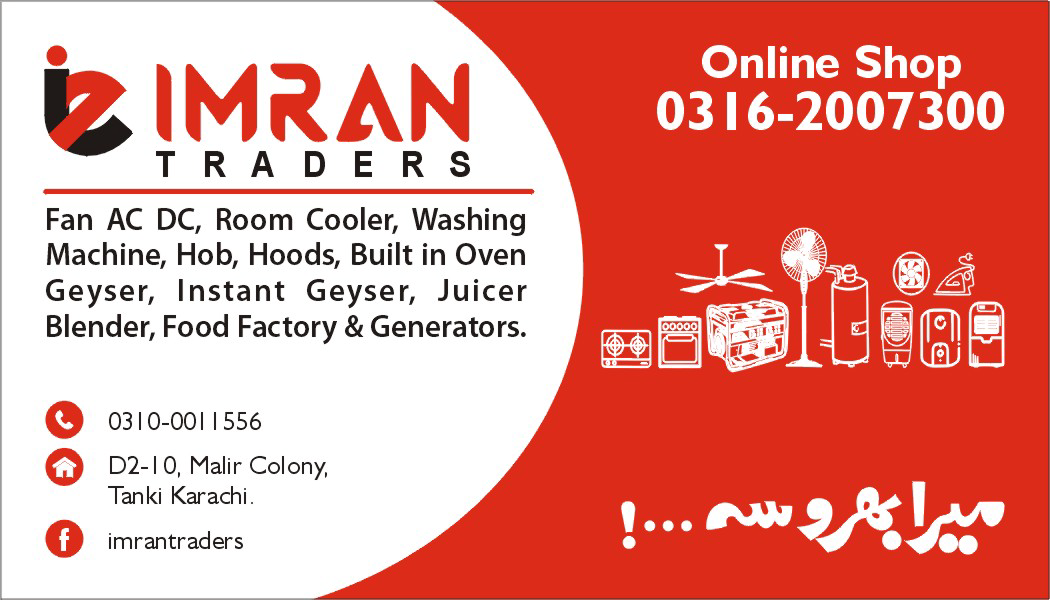 IMRAN
TRADERS
Fan AC DC, Room Cooler, Washing
Machine, Hob, Hoods, Built in Oven
Geyser, Instant Geyser, Juicer
Blender, Food Factory & Generators.
0310-0011556
D2-10, Malir Colony,
Tanki Karachi.
imrantraders
Online Shop
0316-2007300
میرا بھروسہ...!